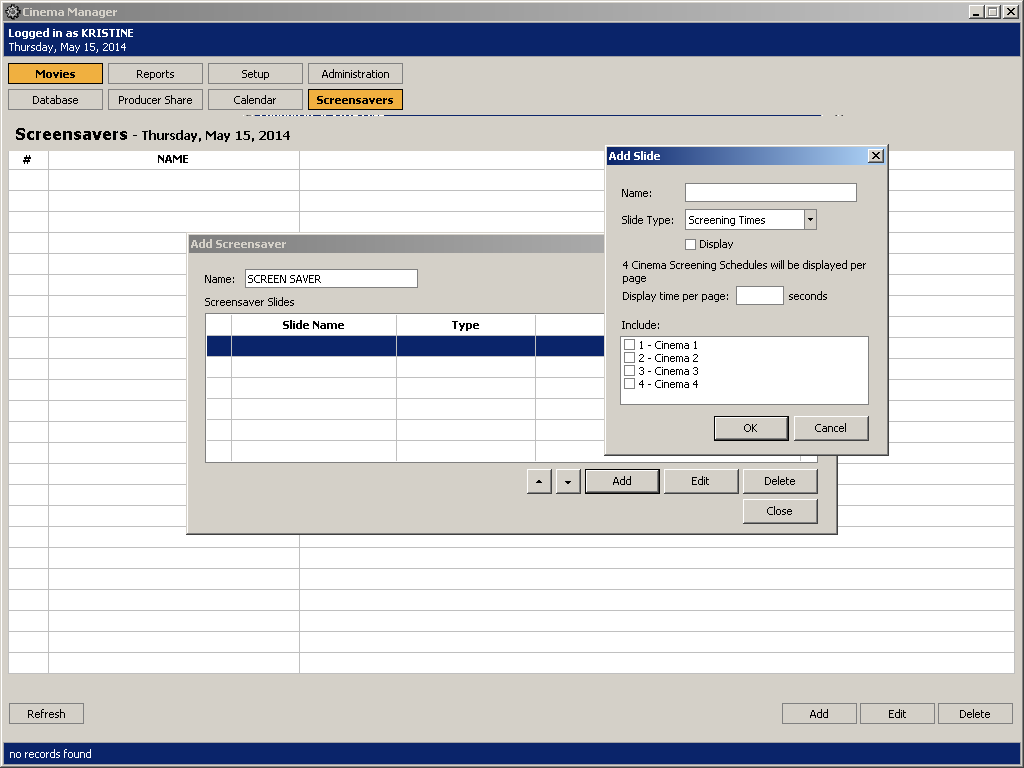 Cinema Manager
Logged in as KRISTINE
Thursday, May 15, 2014
Movies Reports Setup Administration
Database Producer Share Calendar Screensavers
Screensavers - Thursday, May 15, 2014
# NAME
Add Screensaver
Name: SCREEN SAVER
Screensaver Slides
Slide Name Type
Add Edit Delete
Close
Add Slide
Name:
Slide Type: Screening Times
Display
4 Cinema Screening Schedules will be displayed per
page
Display time per page: seconds
Include:
1 - Cinema 1
2 - Cinema 2
3 - Cinema 3
4 - Cinema 4
OK Cancel
Refresh Add Edit Delete
no records found